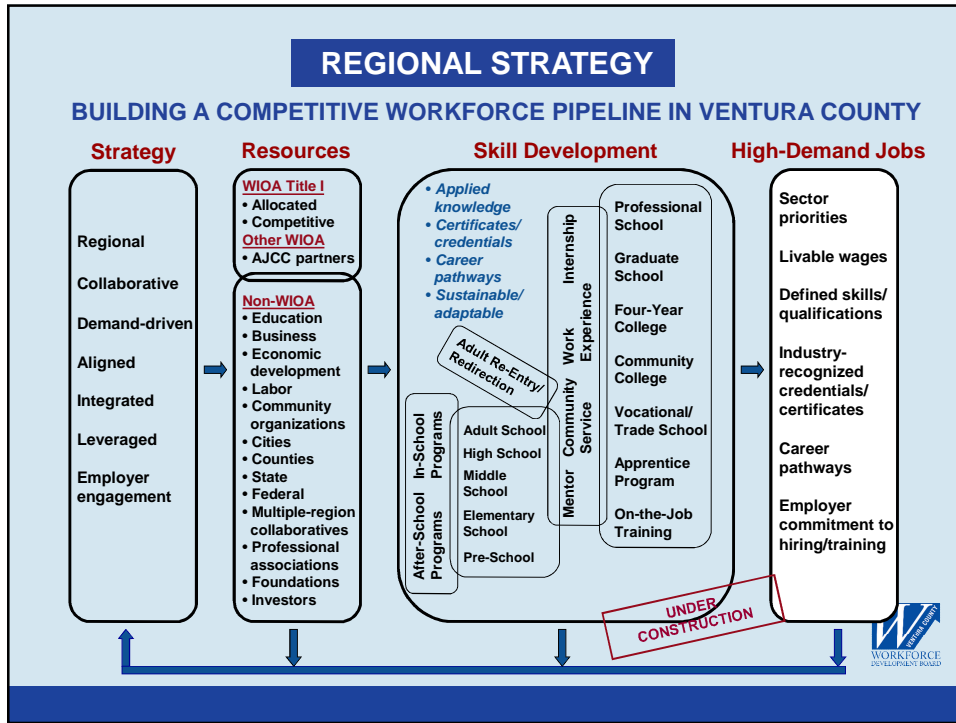 REGIONAL STRATEGY
BUILDING A COMPETITIVE WORKFORCE PIPELINE IN VENTURA COUNTY
Strategy
Regional
Collaborative
Demand-driven
Aligned
Integrated
Leveraged
Employer
engagement
Resources
WIOA Title I
• Allocated
• Competitive
Other WIOA
• AJCC partners
Non-WIOA
• Education
• Business
• Economic
development
• Labor
• Community
organizations
• Cities
• Counties
• State
• Federal
• Multiple-region
collaboratives
• Professional
associations
• Foundations
• Investors
Skill Development
• Applied
knowledge
• Certificates/
credentials
• Career
pathways
• Sustainable/
adaptable
Adult Re-Entry/
Redirection
After-School In-School
Programs Programs
Adult School
High School
Middle
School
Elementary
School
Pre-School
Mentor Community Work Internship
Service Experience
Professional
School
Graduate
School
Four-Year
College
Community
College
Vocational/
Trade School
Apprentice
Program
On-the-Job
Training
High-Demand Jobs
Sector
priorities
Livable wages
Defined skills/
qualifications
Industry-
recognized
credentials/
certificates
Career
pathways
Employer
commitment to
hiring/training
UNDER
CONSTRUCTION
W
VENTURA COUNTY
WORKFORCE
DEVELOPMENT BOARD